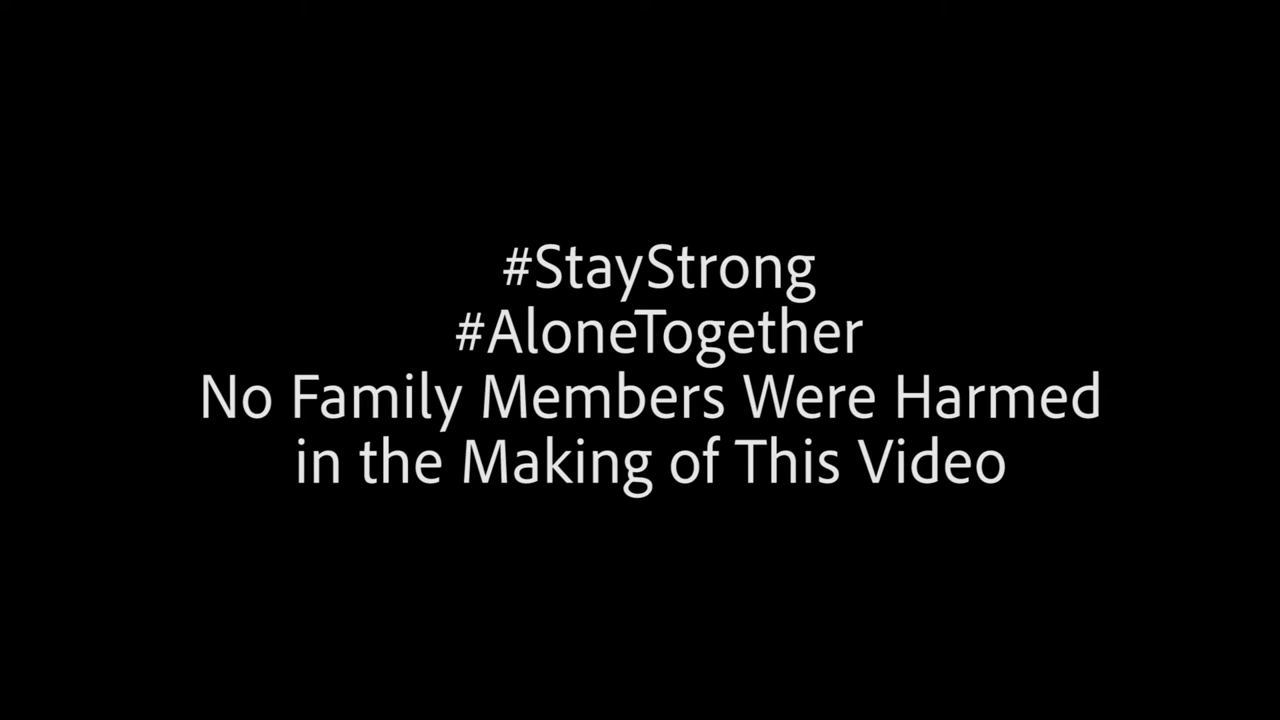 #StayStrong
#AloneTogether
No Family Members Were Harmed
in the Making of This Video